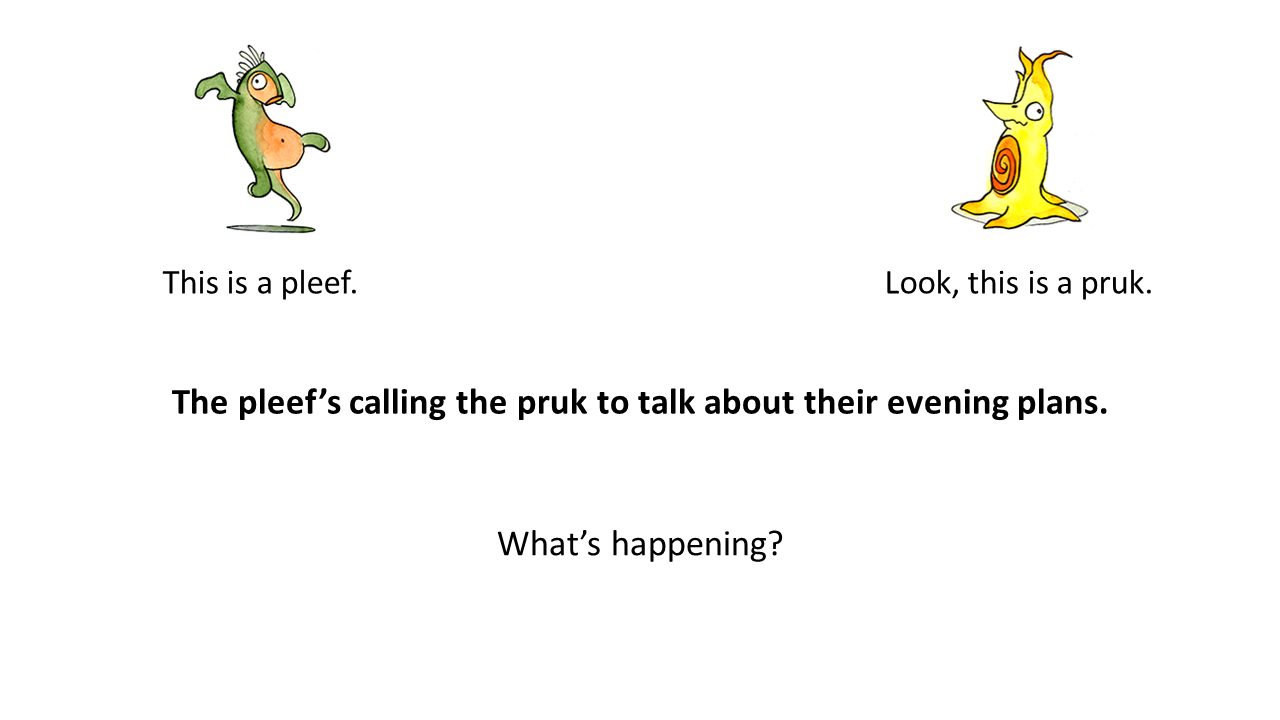 This is a pleef.
Look, this is a pruk.
The pleef’s calling the pruk to talk about their evening plans.
What’s happening?